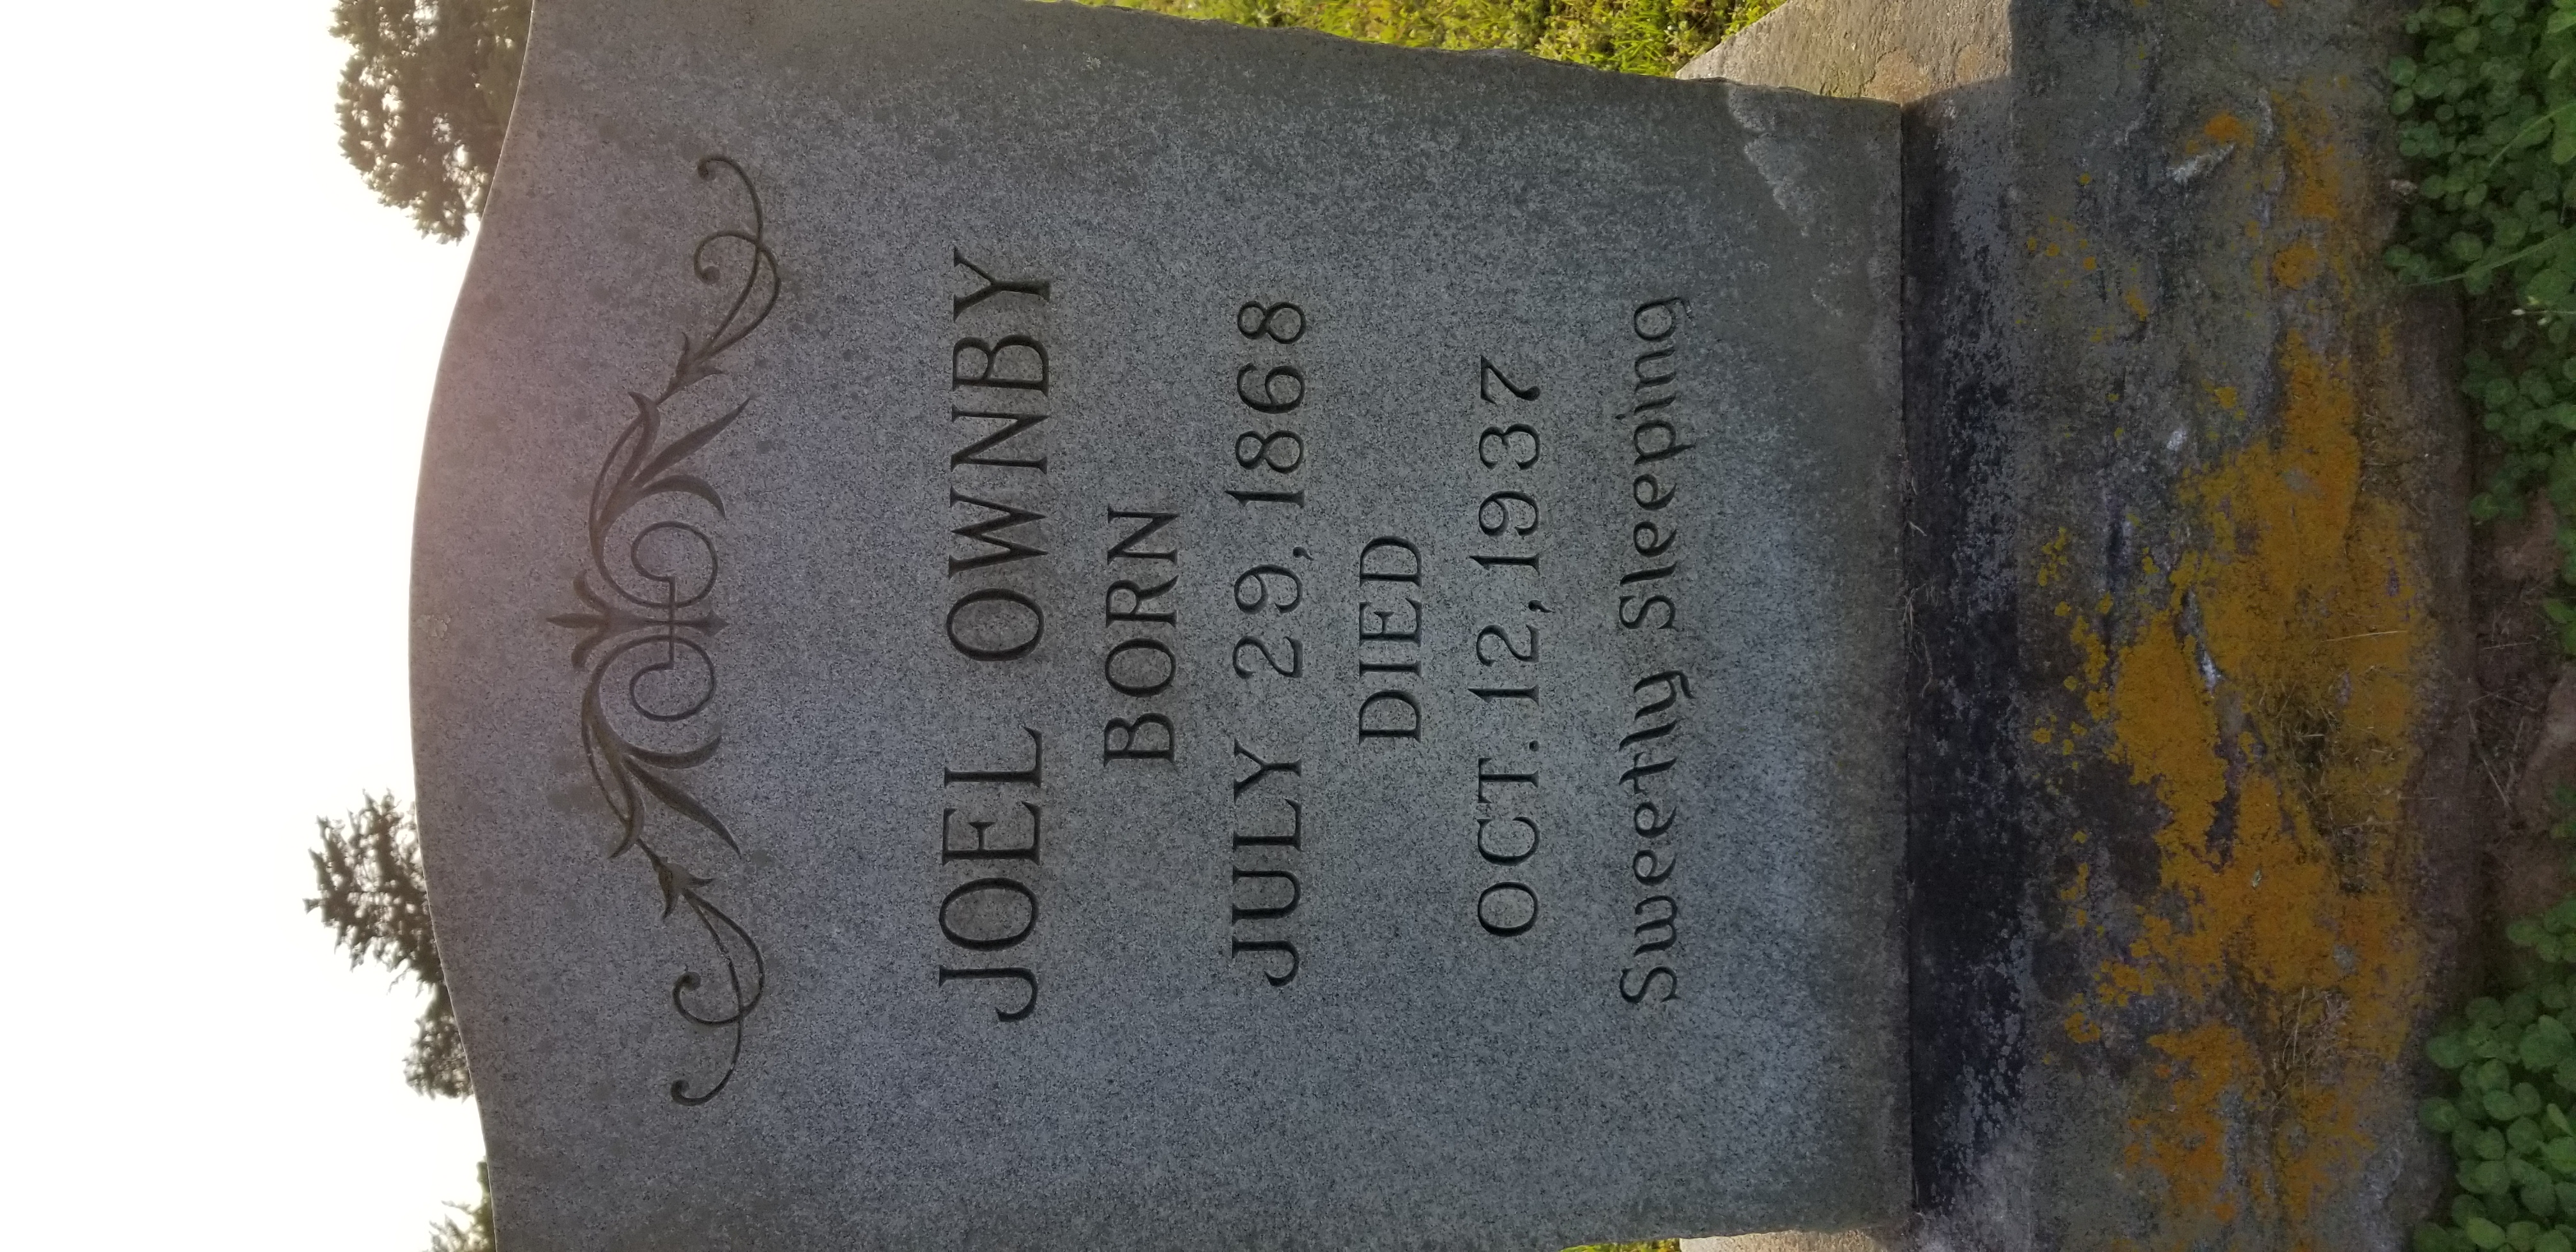 JOEL OWNBY
BORN
JULY 29, 1868
DIED
OCT. 12, 1937
Sweetly Sleeping